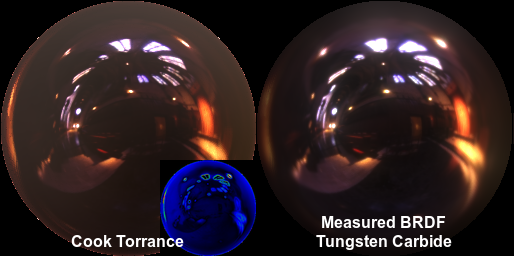 Cook Torrance
Measured BRDF
Tungsten Carbide